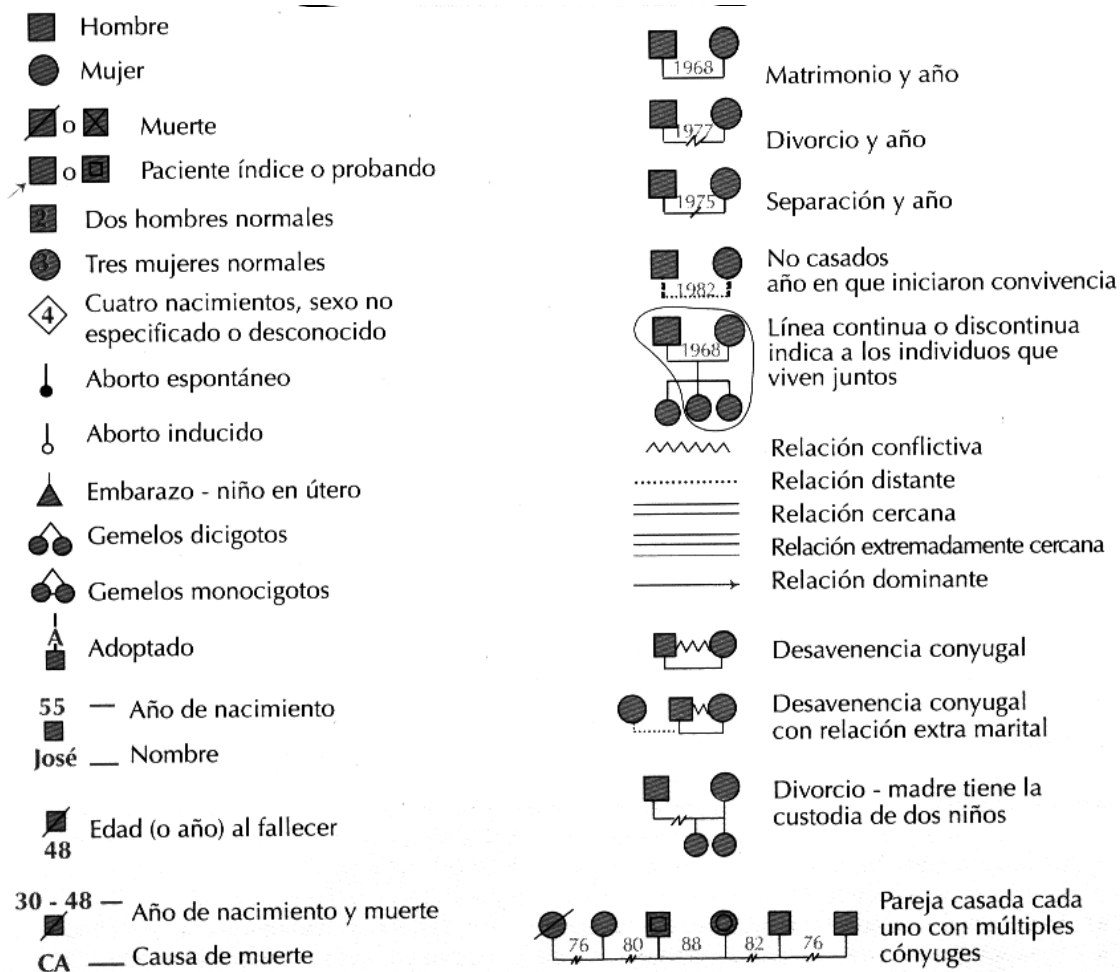 Hombre
Mujer
o Muerte
o Paciente índice o probando
2 Dos hombres normales
3 Tres mujeres normales
4 Cuatro nacimientos, sexo no
especificado o desconocido
Aborto espontáneo
Aborto inducido
Embarazo - niño en útero
Gemelos dicigotos
Gemelos monocigotos
A Adoptado
55 — Año de nacimiento
José — Nombre
Edad (o año) al fallecer
48
30 - 48 — Año de nacimiento y muerte
CA — Causa de muerte
1968 Matrimonio y año
1977 Divorcio y año
1975 Separación y año
No casados
1982 año en que iniciaron convivencia
Línea continua o discontinua
1968 indica a los individuos que
viven juntos
Relación conflictiva
Relación distante
Relación cercana
Relación extremadamente cercana
Relación dominante
Desavenencia conyugal
Desavenencia conyugal
con relación extra marital
Divorcio - madre tiene la
custodia de dos niños
Pareja casada cada
uno con múltiples
cónyuges
76 80 88 82 76